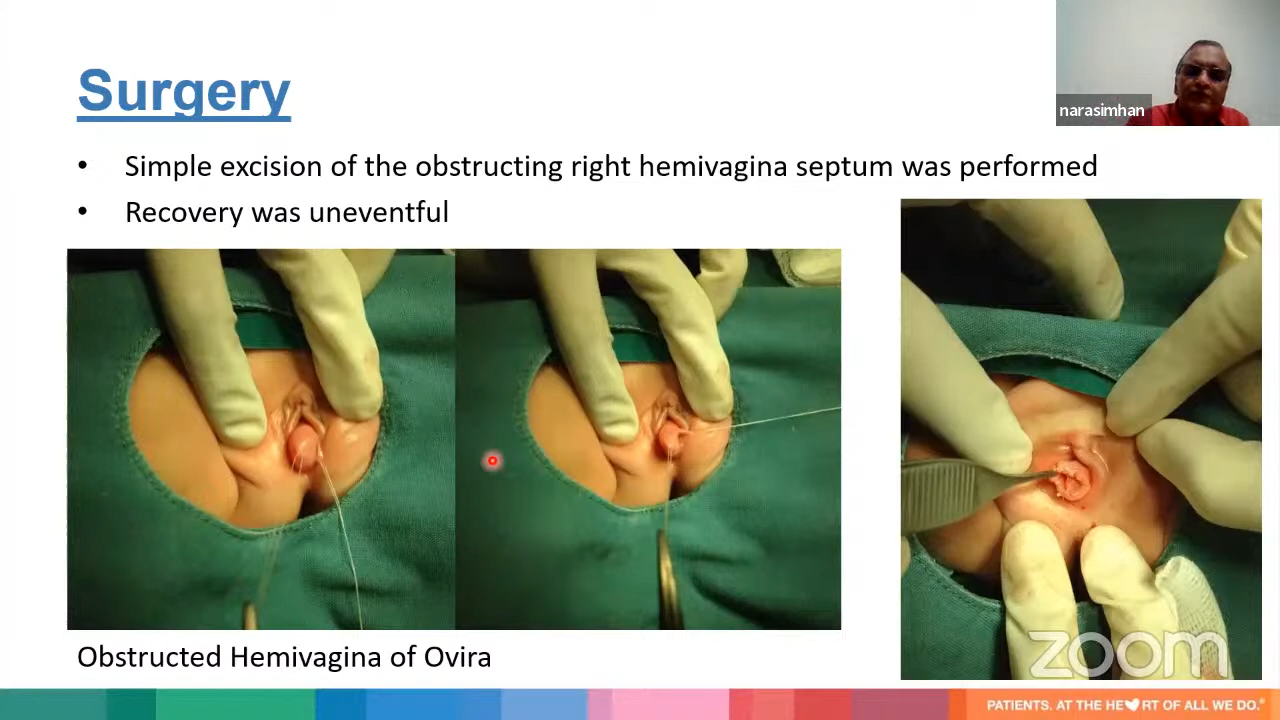 Surgery
narasimhan
• Simple excision of the obstructing right hemivagina septum was performed
• Recovery was uneventful
Obstructed Hemivagina of Ovira
zoom
PATIENTS. AT THE HE♥RT OF ALL WE DO.®